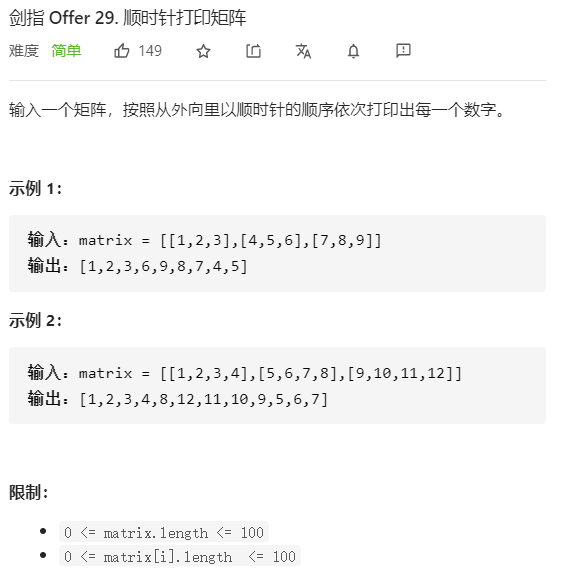 剑指 Offer 29. 顺时针打印矩阵
难度 简单 149
输入一个矩阵，按照从外向里以顺时针的顺序依次打印出每一个数字。
示例 1：
输入：matrix = [[1,2,3],[4,5,6],[7,8,9]]
输出：[1,2,3,6,9,8,7,4,5]
示例 2：
输入：matrix = [[1,2,3,4],[5,6,7,8],[9,10,11,12]]
输出：[1,2,3,4,8,12,11,10,9,5,6,7]
限制：
0 <= matrix.length <= 100
0 <= matrix[i].length <= 100